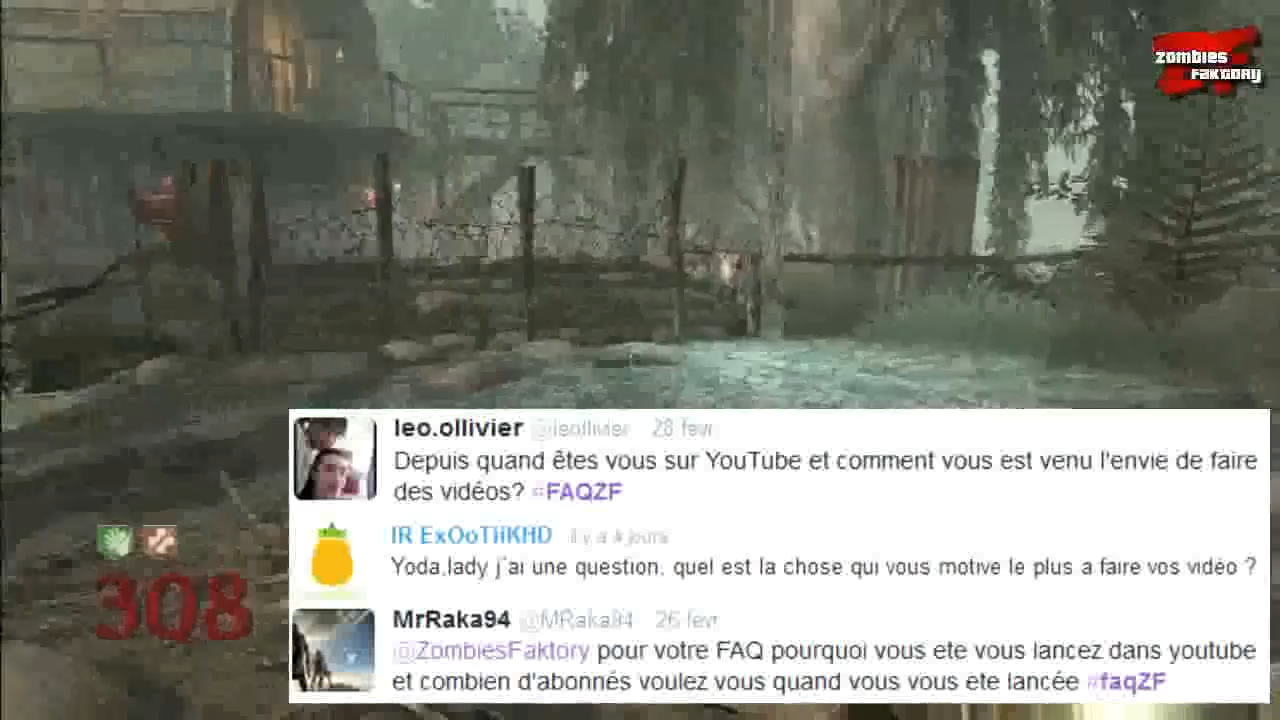 zombies
Faktory
leo.ollivier @leollivier 28 fevr
Depuis quand êtes vous sur YouTube et comment vous est venu l'envie de faire
des vidéos? #FAQZF
IR ExOoTIiKHD il y a 4 jours
Yoda,lady j'ai une question, quel est la chose qui vous motive le plus a faire vos vidéo ?
MrRaka94 @MRaka94 26 fevr
@ZombiesFaktory pour votre FAQ pourquoi vous ete vous lancez dans youtube
et combien d'abonnés voulez vous quand vous vous ete lancée #faqZF
308